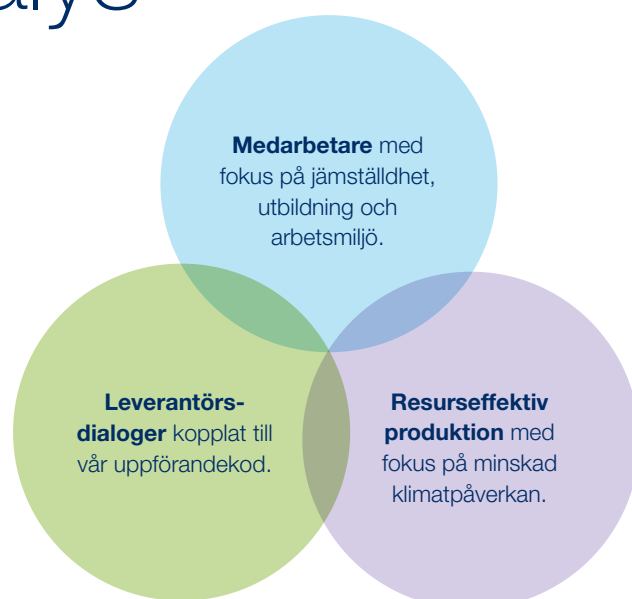 Medarbetare med
fokus på jämställdhet,
utbildning och
arbetsmiljö.
Leverantörs-
dialoger kopplat till
vår uppförandekod.
Resurseffektiv
produktion med
fokus på minskad
klimatpåverkan.